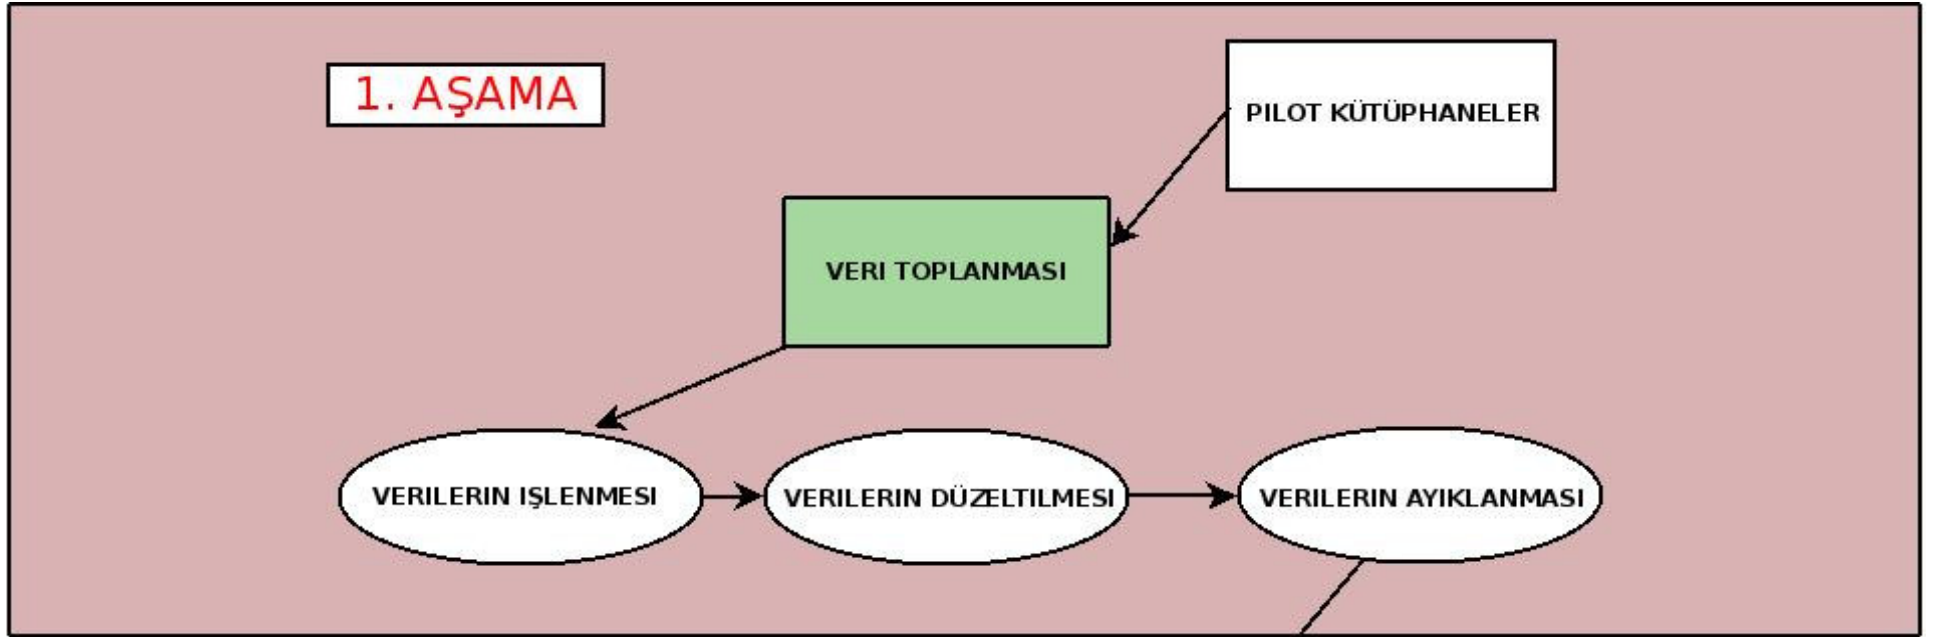 1. AŞAMA
PILOT KÜTÜPHANELER
VERI TOPLANMASI
VERILERIN IŞLENMESI
VERILERIN DÜZELTILMESI
VERILERIN AYIKLANMASI